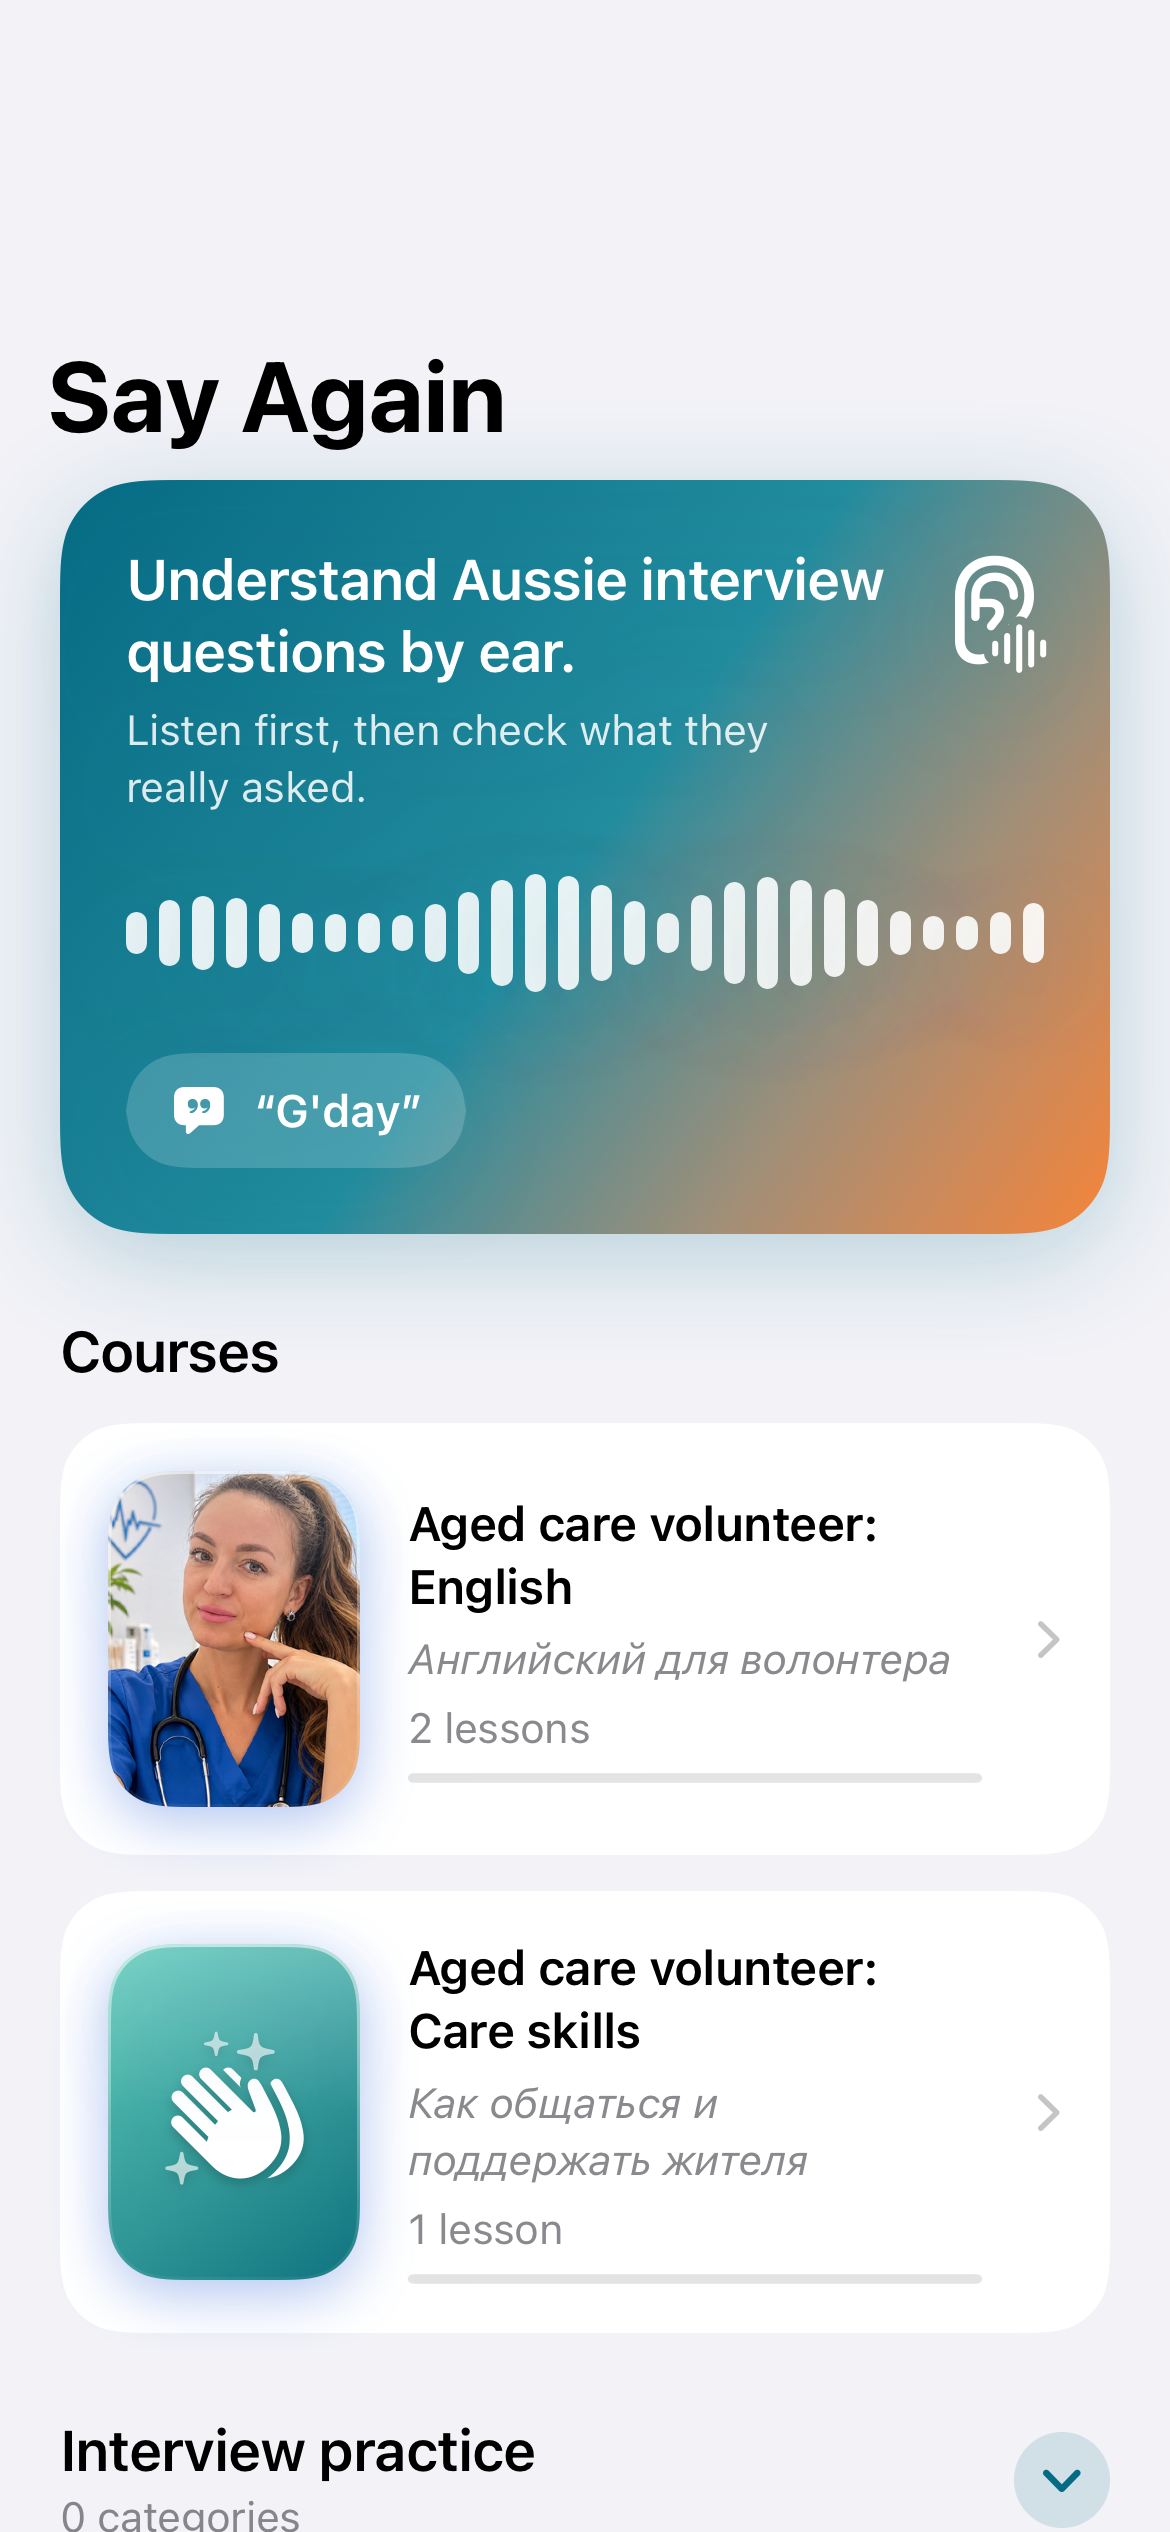 Say Again
Understand Aussie interview
questions by ear.
Listen first, then check what they
really asked.
“G'day”
Courses
Aged care volunteer:
English
Английский для волонтера
2 lessons
Aged care volunteer:
Care skills
Как общаться и
поддержать жителя
1 lesson
Interview practice
0 categories